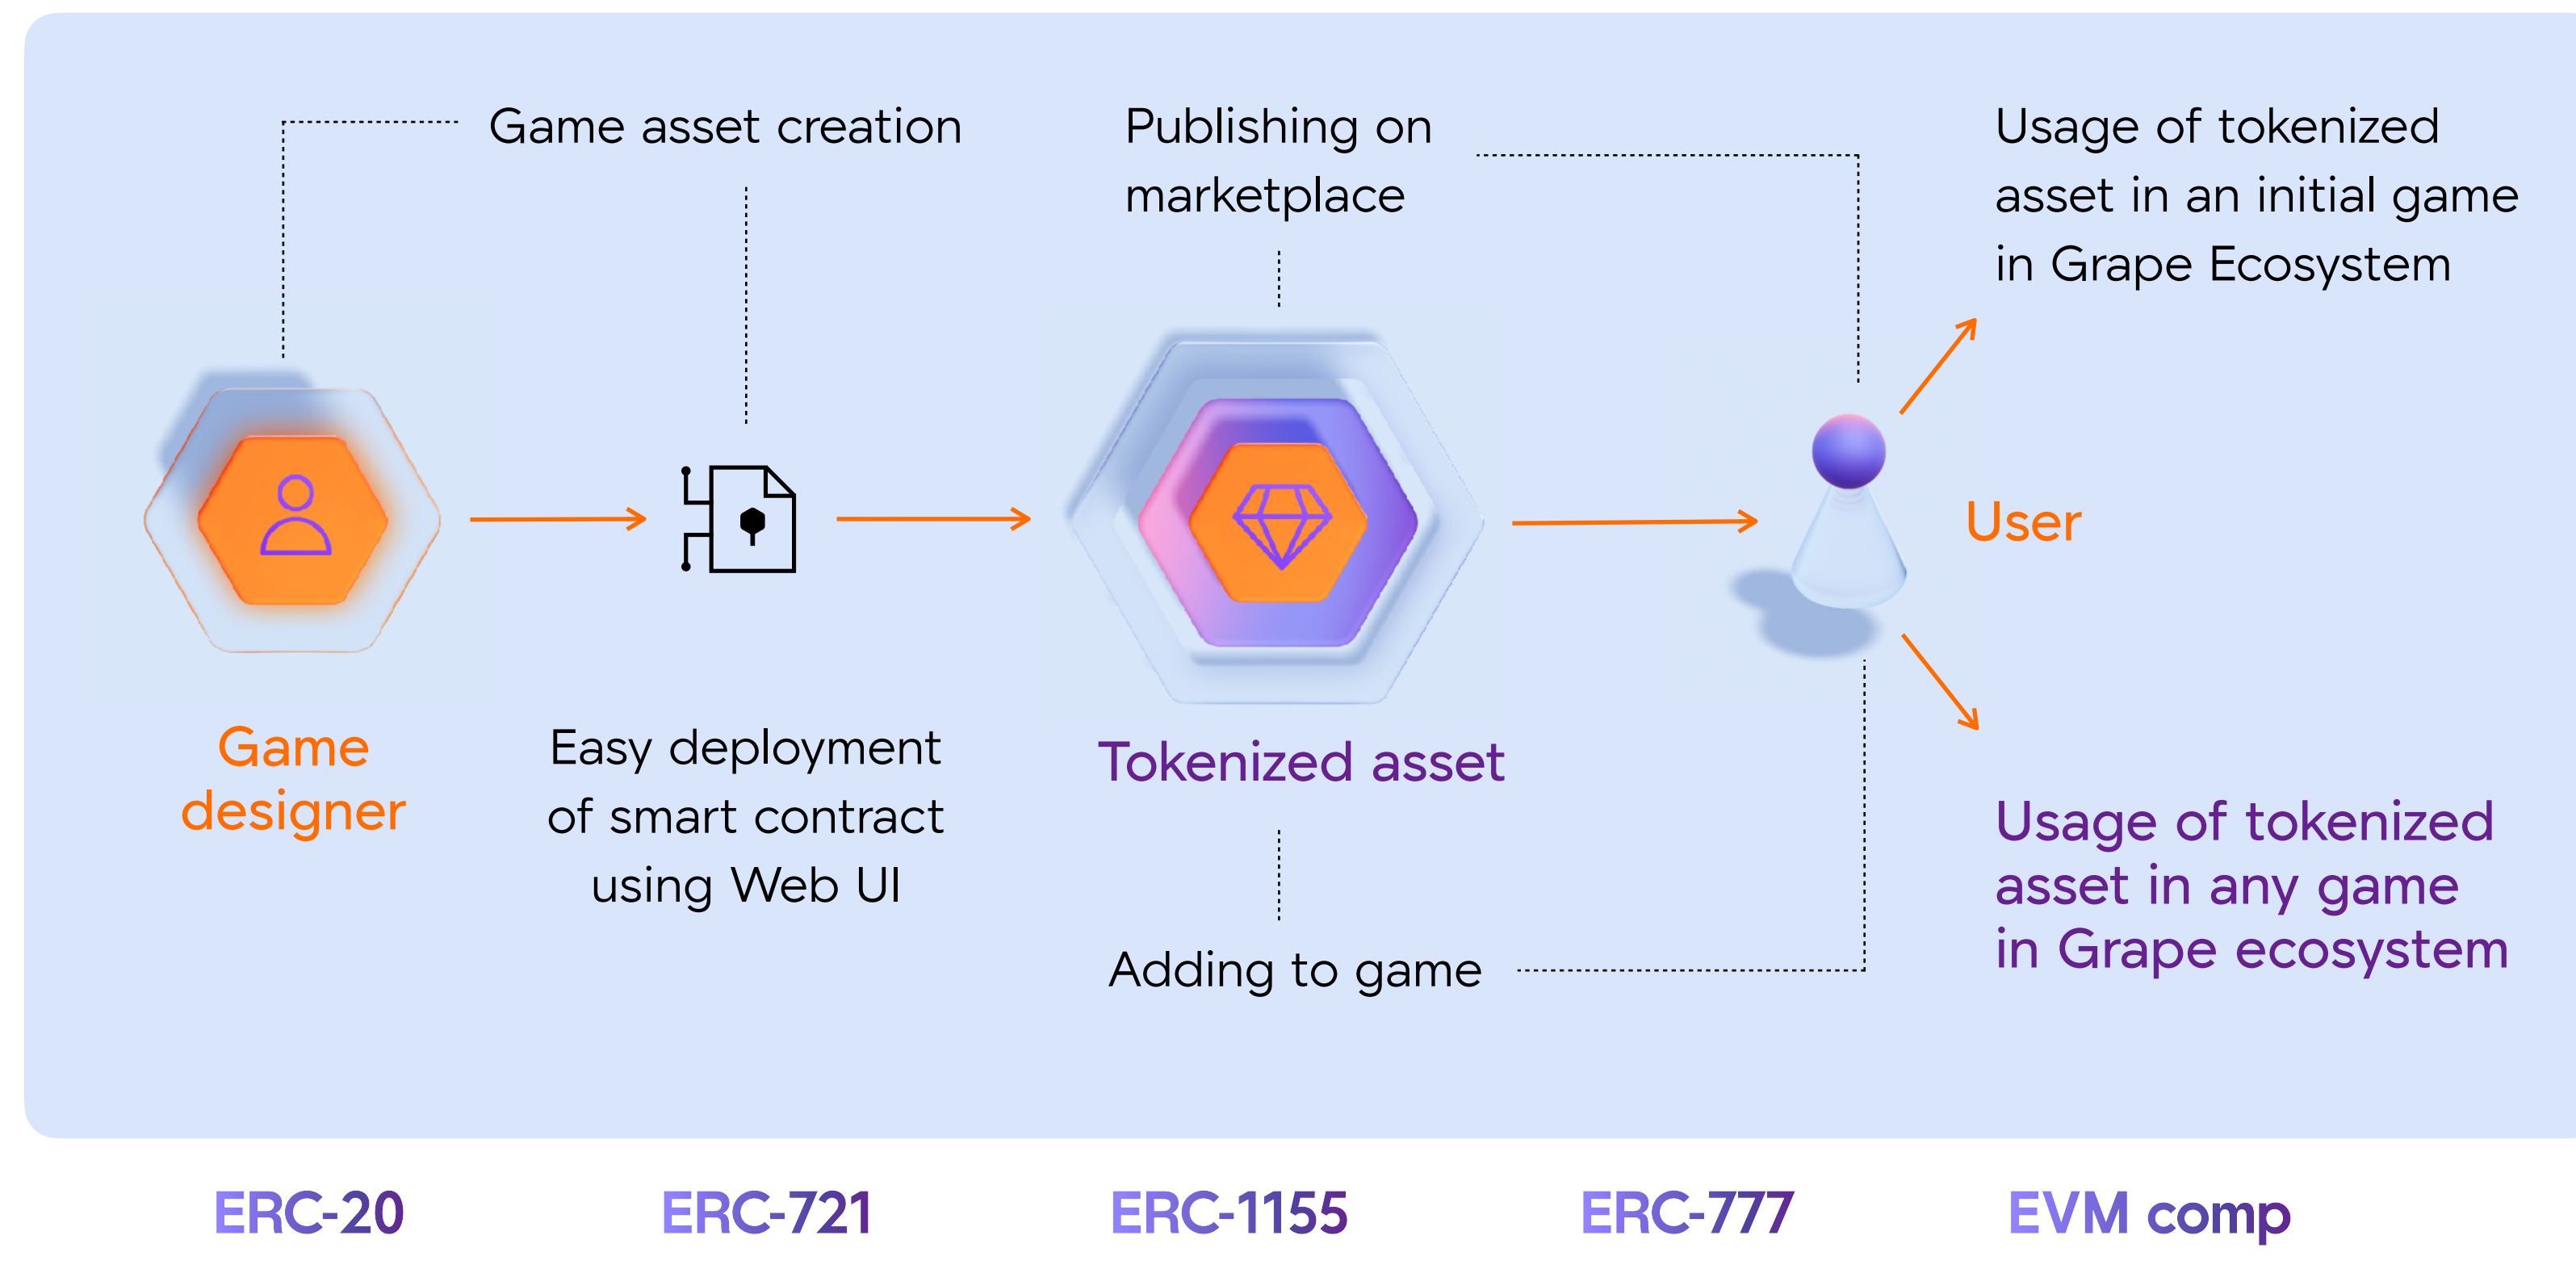 Game asset creation
Publishing on
marketplace
Usage of tokenized
asset in an initial game
in Grape Ecosystem
User
Game
designer
Easy deployment
of smart contract
using Web UI
Tokenized asset
Adding to game
Usage of tokenized
asset in any game
in Grape ecosystem
ERC-20
ERC-721
ERC-1155
ERC-777
EVM comp